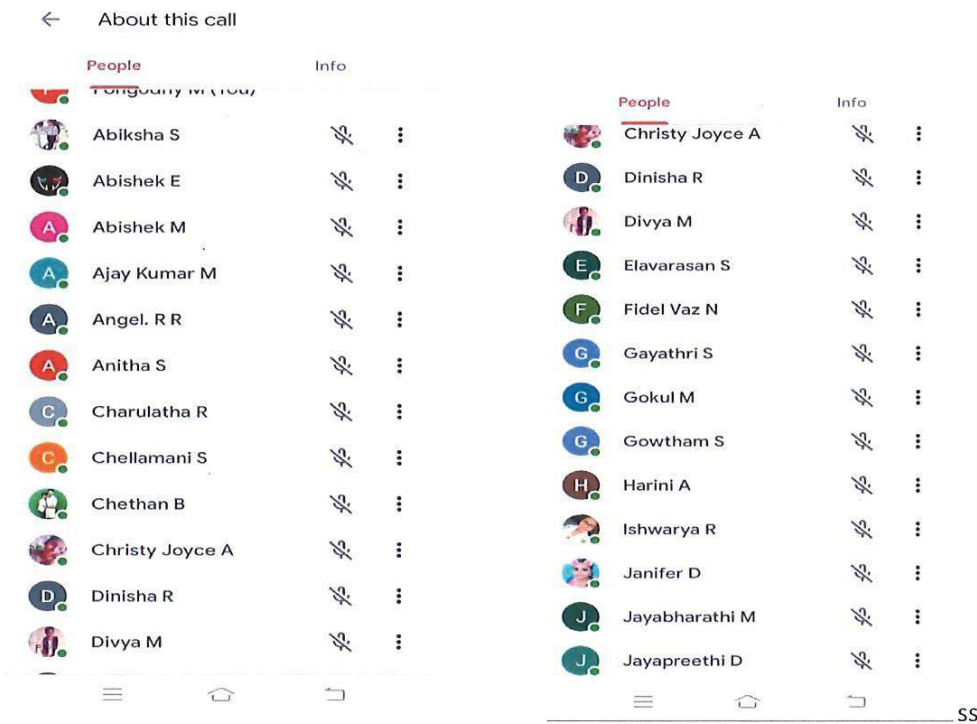 About this call
People Info
M (You)
Abiksha S
Abishek E
A Abishek M
A Ajay Kumar M
A Angel. R R
A Anitha S
C Charulatha R
C Chellamani S
Chethan B
Christy Joyce A
D Dinisha R
Divya M
People Info
Christy Joyce A
D Dinisha R
Divya M
E Elavarasan S
F Fidel Vaz N
G Gayathri S
G Gokul M
G Gowtham S
H Harini A
Ishwarya R
Janifer D
J Jayabharathi M
J Jayapreethi D
ss